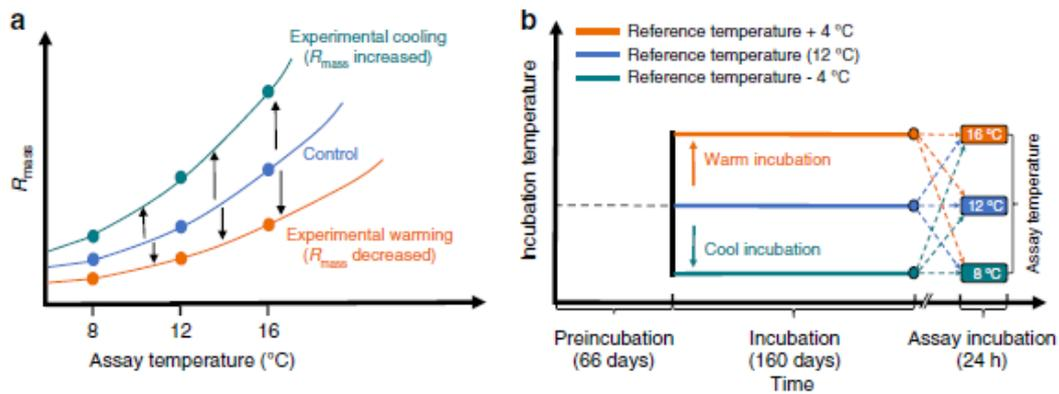 a
Experimental cooling
(Rmass increased)
Control
Experimental warming
(Rmass decreased)
Rmass
8 12 16
Assay temperature (°C)
b
Reference temperature + 4 °C
Reference temperature (12 °C)
Reference temperature - 4 °C
Incubation temperature
Warm incubation
Cool incubation
16 °C
12 °C
8 °C
Assay temperature
Preincubation
(66 days)
Incubation
(160 days)
Assay incubation
(24 h)
Time